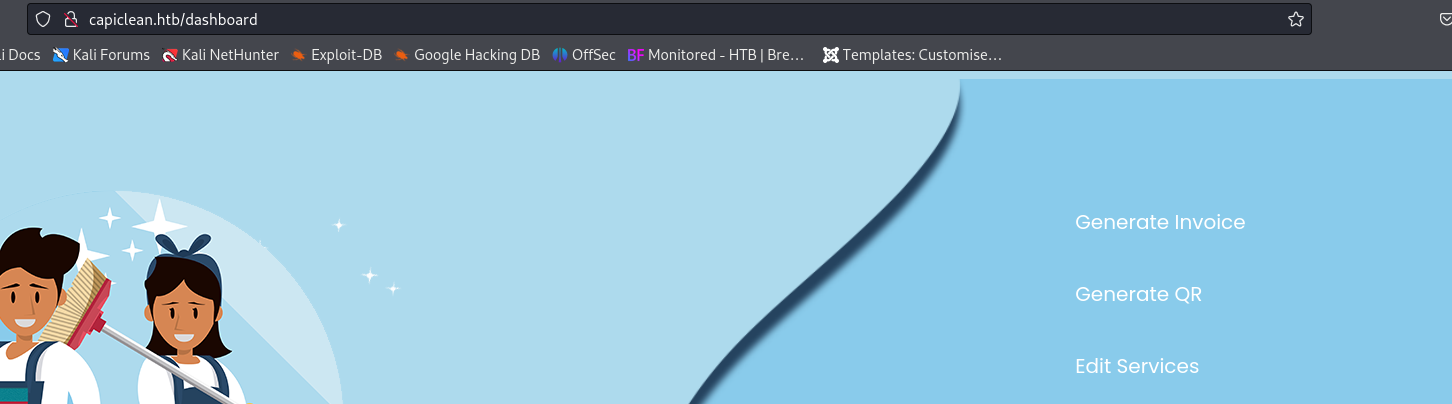 capiclean.htb/dashboard
i Docs Kali Forums Kali NetHunter Exploit-DB Google Hacking DB OffSec BF Monitored - HTB | Bre... Templates: Customise...
Generate Invoice
Generate QR
Edit Services